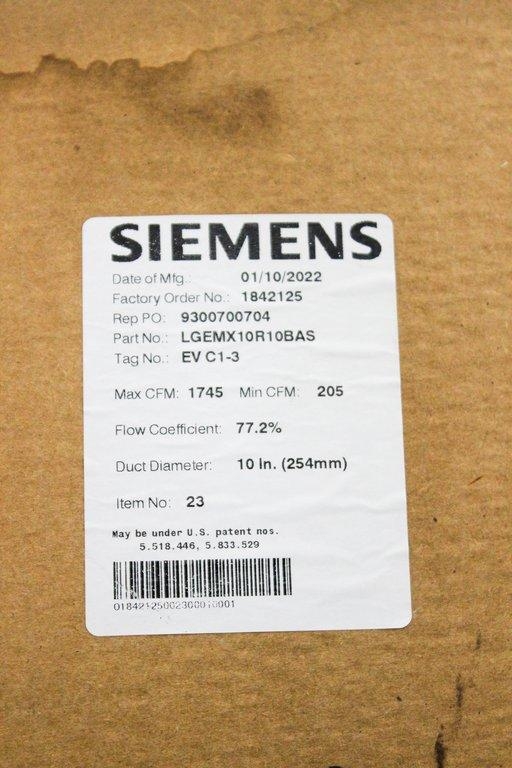 SIEMENS
Date of Mfg.: 01/10/2022
Factory Order No.: 1842125
Rep PO: 9300700704
Part No.: LGEMX10R10BAS
Tag No.: EV C1-3
Max CFM: 1745 Min CFM: 205
Flow Coefficient: 77.2%
Duct Diameter: 10 In. (254mm)
Item No: 23
May be under U.S. patent nos.
5.518.446, 5.833.529